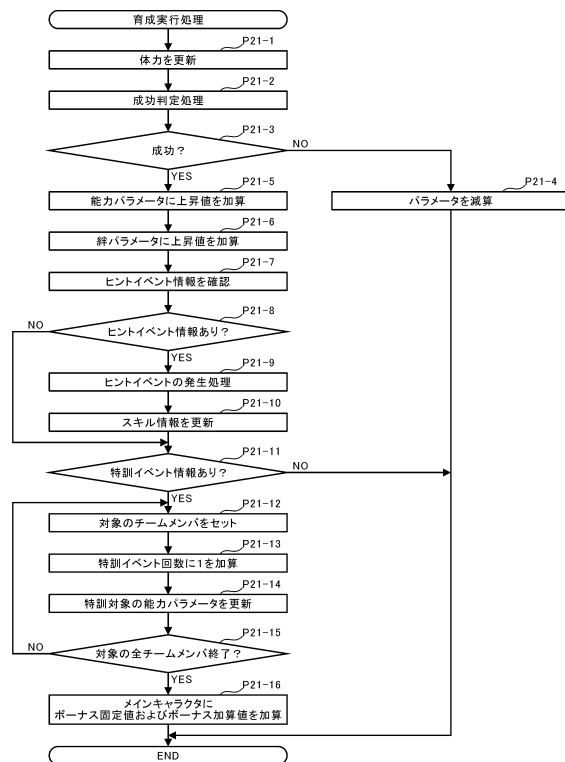 育成実行処理
P21-1
体力を更新
P21-2
成功判定処理
P21-3
成功？
NO
YES
P21-5
能力パラメータに上昇値を加算
P21-4
パラメータを減算
P21-6
絆パラメータに上昇値を加算
P21-7
ヒントイベント情報を確認
P21-8
NO
ヒントイベント情報あり？
YES
P21-9
ヒントイベントの発生処理
P21-10
スキル情報を更新
P21-11
特訓イベント情報あり？
NO
YES
P21-12
対象のチームメンバをセット
P21-13
特訓イベント回数に1を加算
P21-14
特訓対象の能力パラメータを更新
P21-15
NO
対象の全チームメンバ終了？
YES
P21-16
メインキャラクタに
ボーナス固定値およびボーナス加算値を加算
END